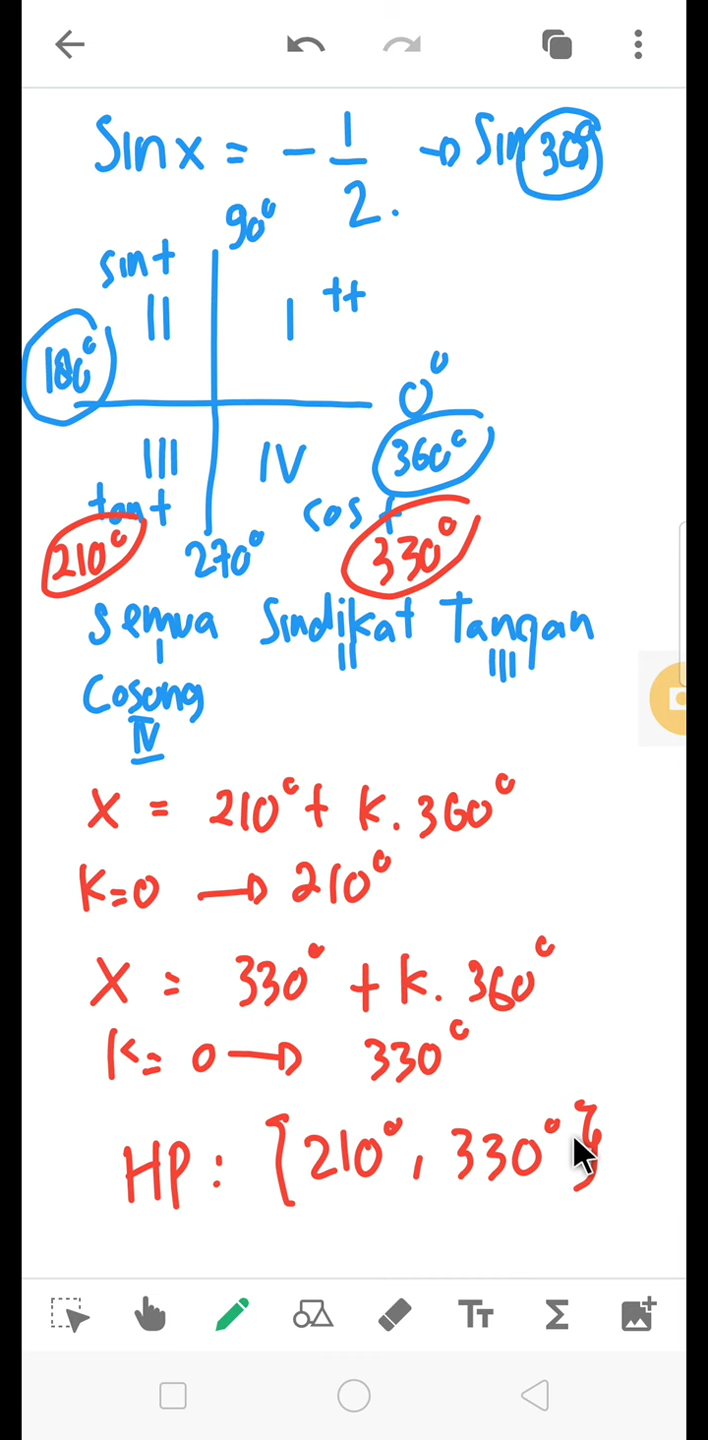 Sin x = - 1/2. → Sin 30°
90°
sin +
II
I ++
180°
0°
360°
III
IV
tan +
cos +
210°
270°
330°
Semua Sindikat Tangan
I II III
Cosong
IV
X = 210° + K. 360°
K=0 → 210°
X = 330° + K. 360°
K= 0 → 330°
HP: {210°, 330°}
Tт
Σ